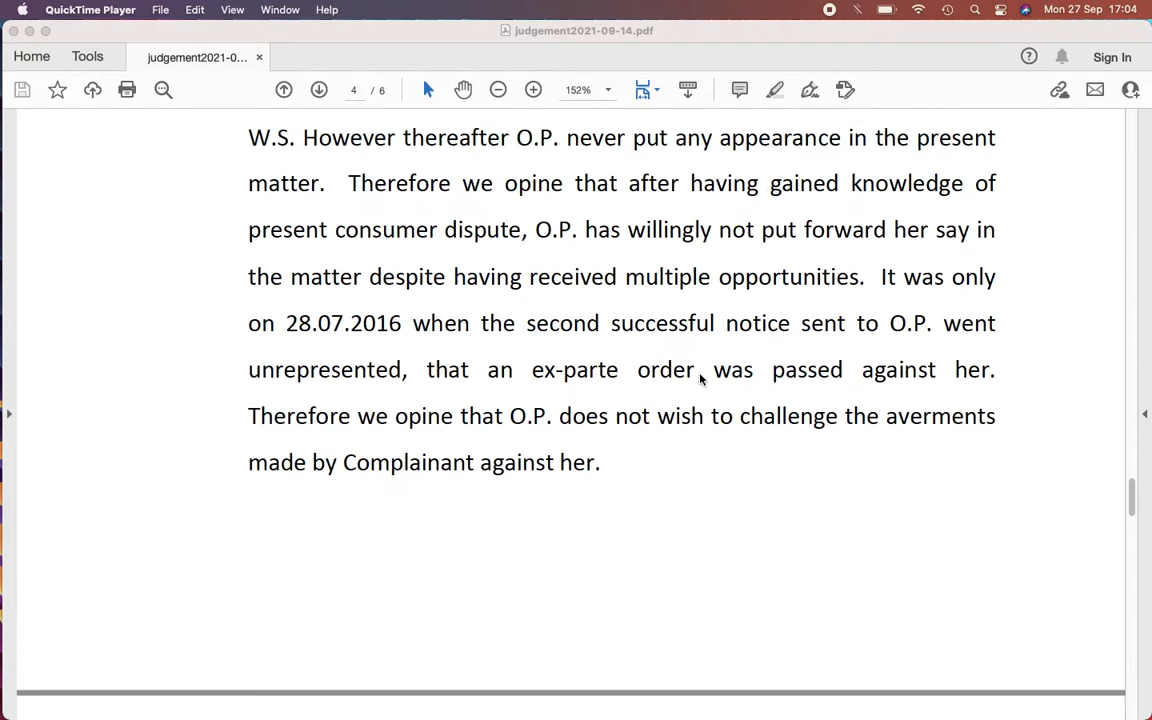 QuickTime Player File Edit View Window Help Mon 27 Sep 17:04
judgement2021-09-14.pdf
Home Tools judgement2021-0... × Sign In
4 / 6 152%
W.S. However thereafter O.P. never put any appearance in the present
matter. Therefore we opine that after having gained knowledge of
present consumer dispute, O.P. has willingly not put forward her say in
the matter despite having received multiple opportunities. It was only
on 28.07.2016 when the second successful notice sent to O.P. went
unrepresented, that an ex-parte order was passed against her.
Therefore we opine that O.P. does not wish to challenge the averments
made by Complainant against her.